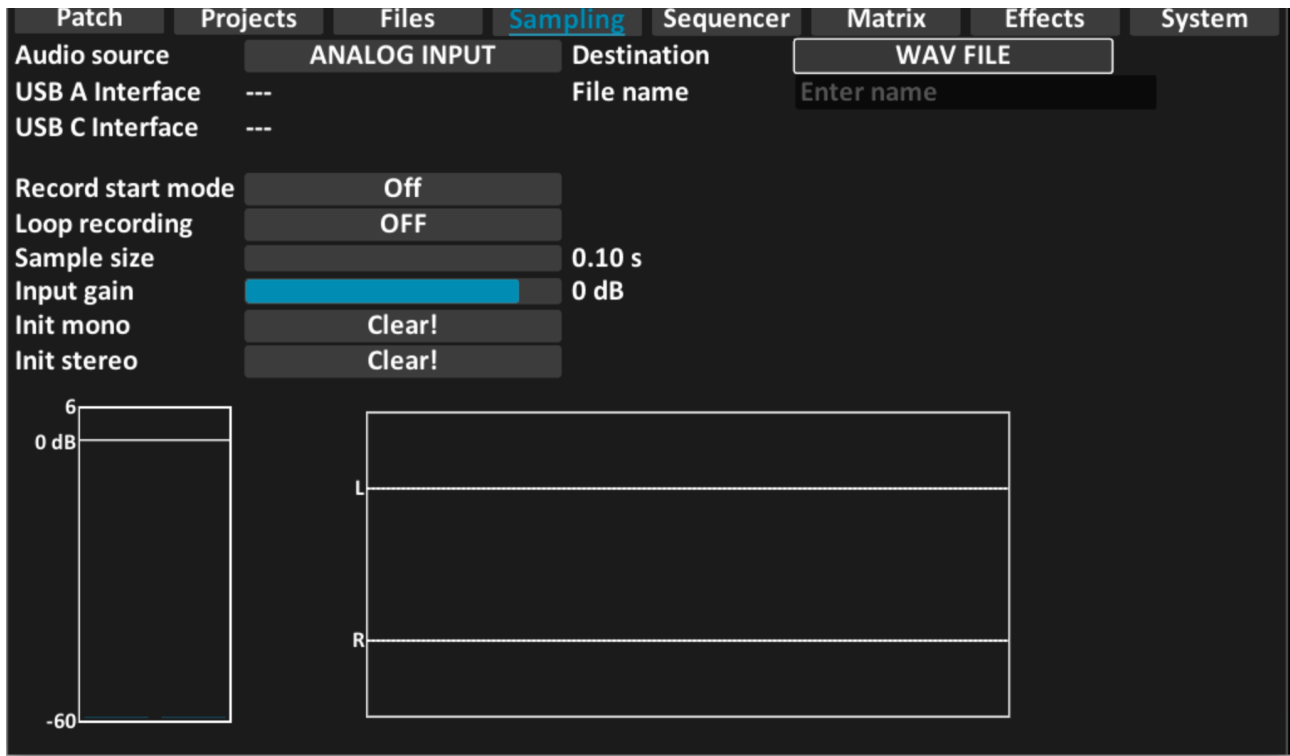 Patch Projects Files Sampling Sequencer Matrix Effects System
Audio source ANALOG INPUT Destination WAV FILE
USB A Interface --- File name Enter name
USB C Interface ---
Record start mode Off
Loop recording OFF
Sample size 0.10 s
Input gain 0 dB
Init mono Clear!
Init stereo Clear!
6
0 dB
L
R
-60